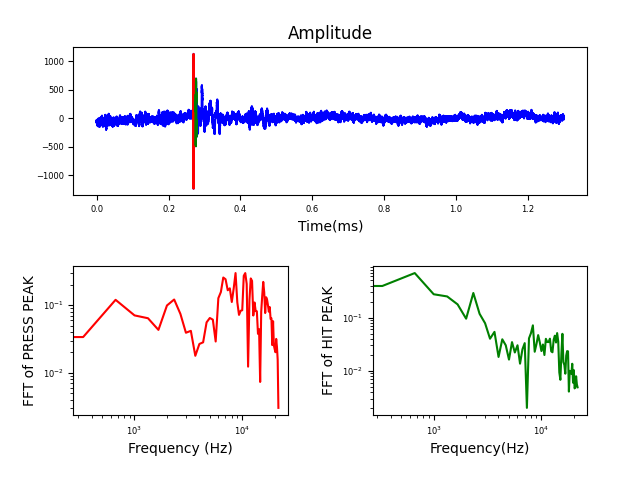 Amplitude
1000
500
0
−500
−1000
0.0 0.2 0.4 0.6 0.8 1.0 1.2
Time(ms)
FFT of PRESS PEAK
10⁻¹
10⁻²
10³ 10⁴
Frequency (Hz)
FFT of HIT PEAK
10⁻¹
10⁻²
10³ 10⁴
Frequency(Hz)